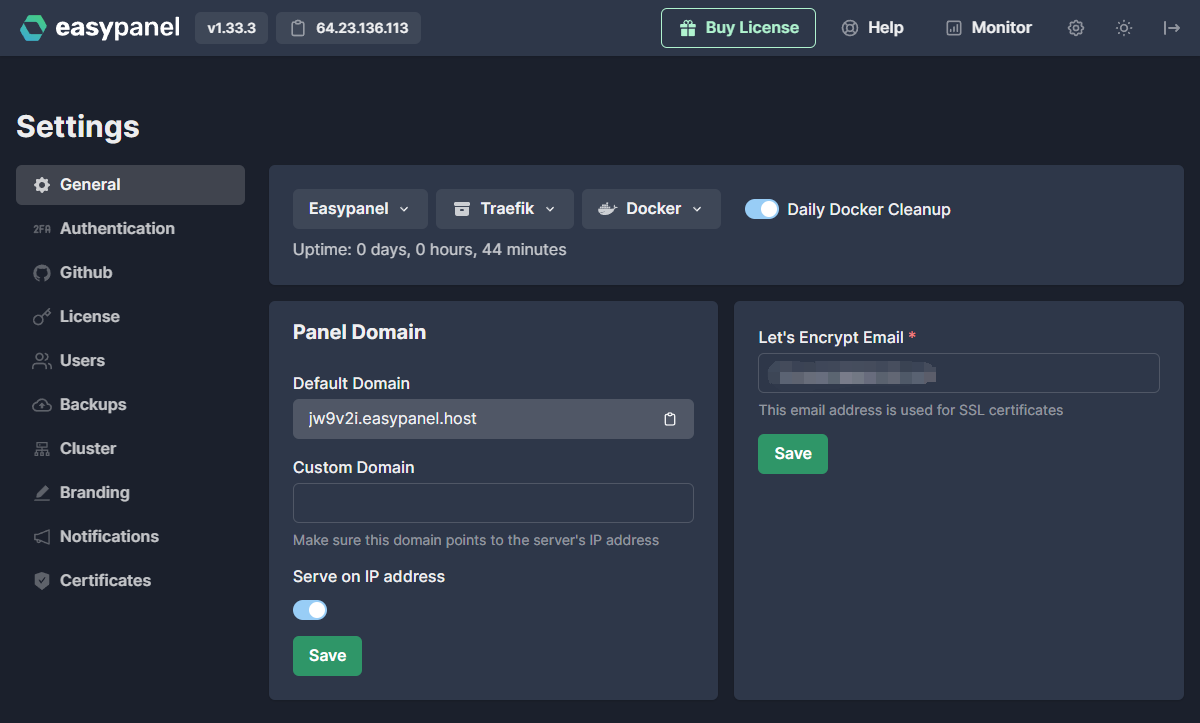 easypanel v1.33.3 64.23.136.113 Buy License Help Monitor
Settings
General
2FA Authentication
Github
License
Users
Backups
Cluster
Branding
Notifications
Certificates
Easypanel Traefik Docker Daily Docker Cleanup
Uptime: 0 days, 0 hours, 44 minutes
Panel Domain
Default Domain
jw9v2i.easypanel.host
Custom Domain
Make sure this domain points to the server's IP address
Serve on IP address
Save
Let's Encrypt Email *
This email address is used for SSL certificates
Save